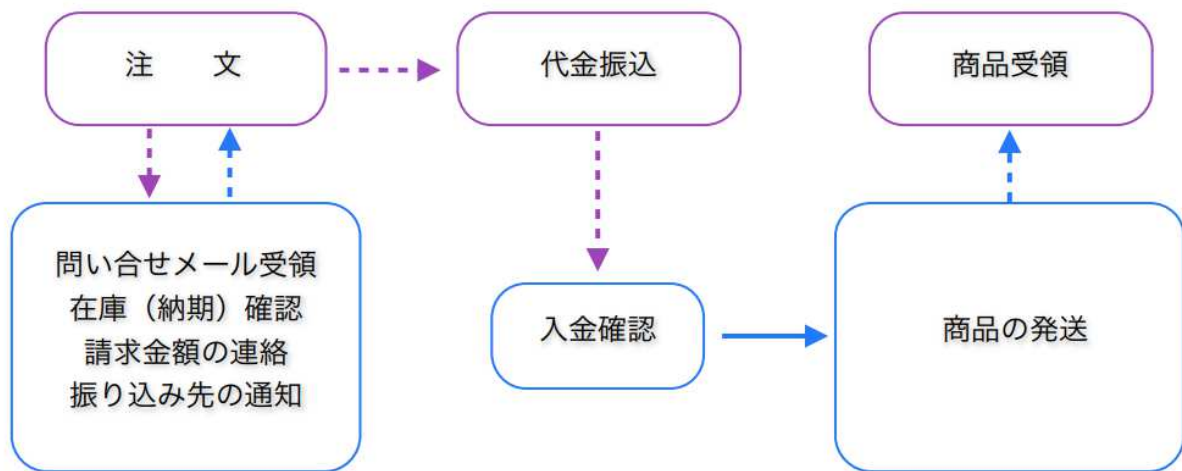 注　　文
代金振込
商品受領
問い合せメール受領
在庫（納期）確認
請求金額の連絡
振り込み先の通知
入金確認
商品の発送